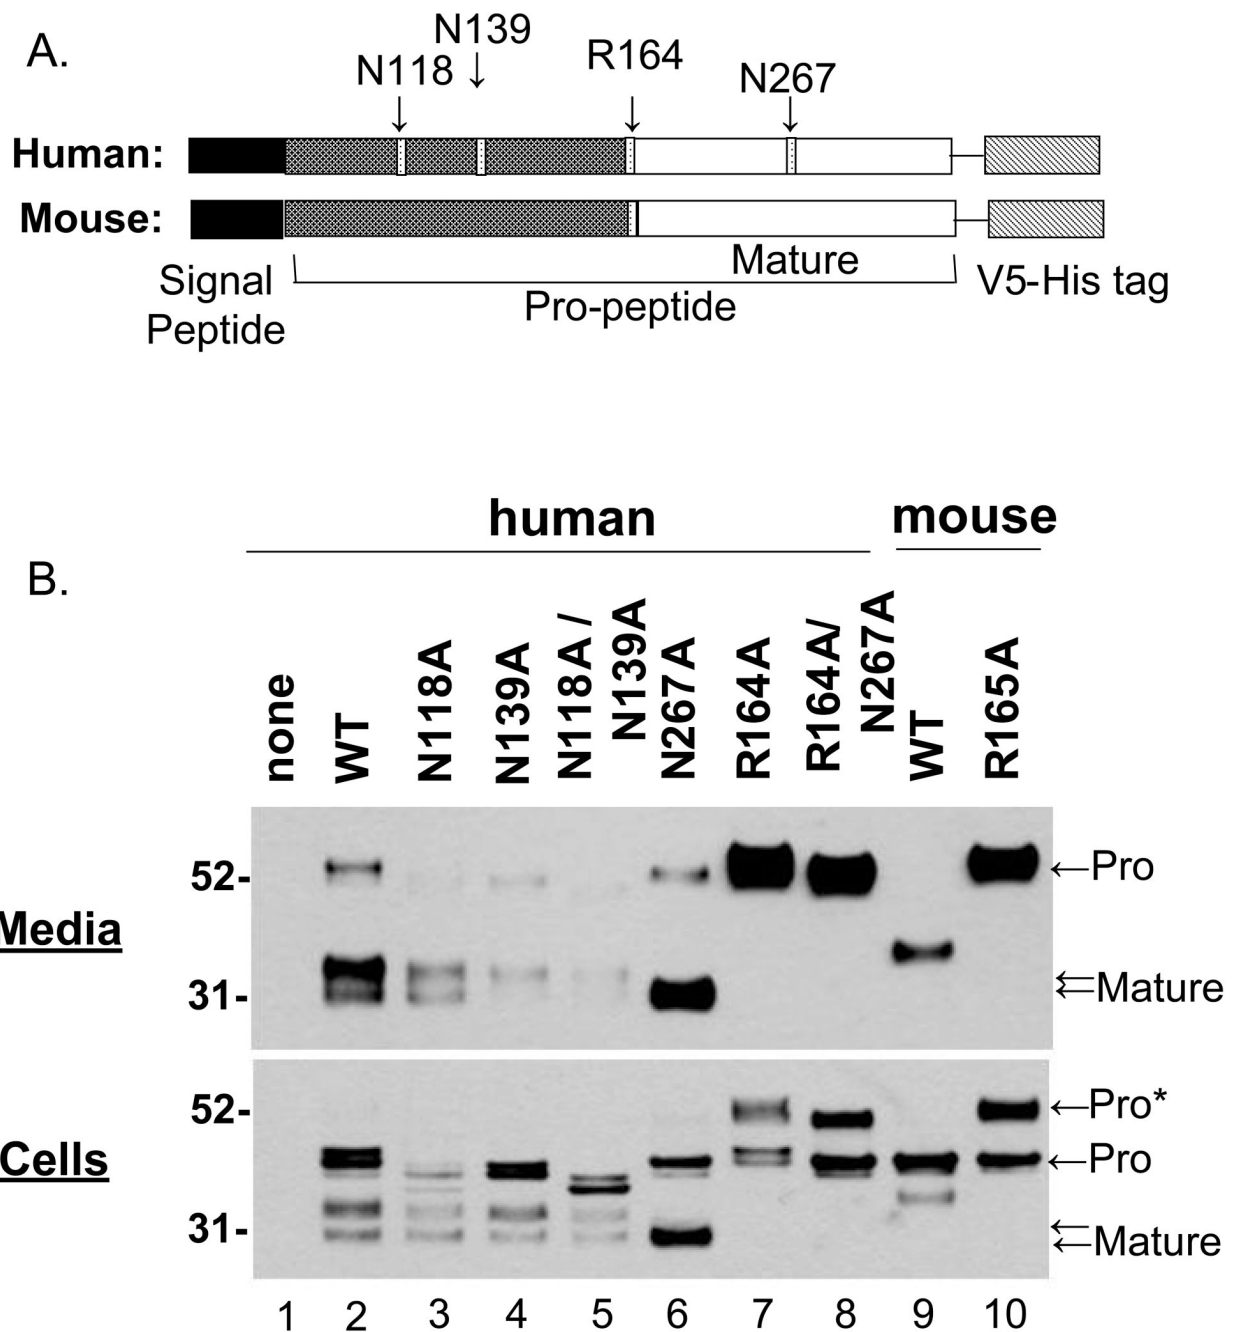 A.
N139
N118
R164
N267
Human:
Mouse:
Mature
Signal
Peptide
Pro-peptide
V5-His tag
human
mouse
B.
none
WT
N118A
N139A
N118A /
N139A
N267A
R164A
R164A/
N267A
WT
R165A
52-
Pro
Media
31-
Mature
52-
Pro*
Cells
Pro
31-
Mature
1 2 3 4 5 6 7 8 9 10